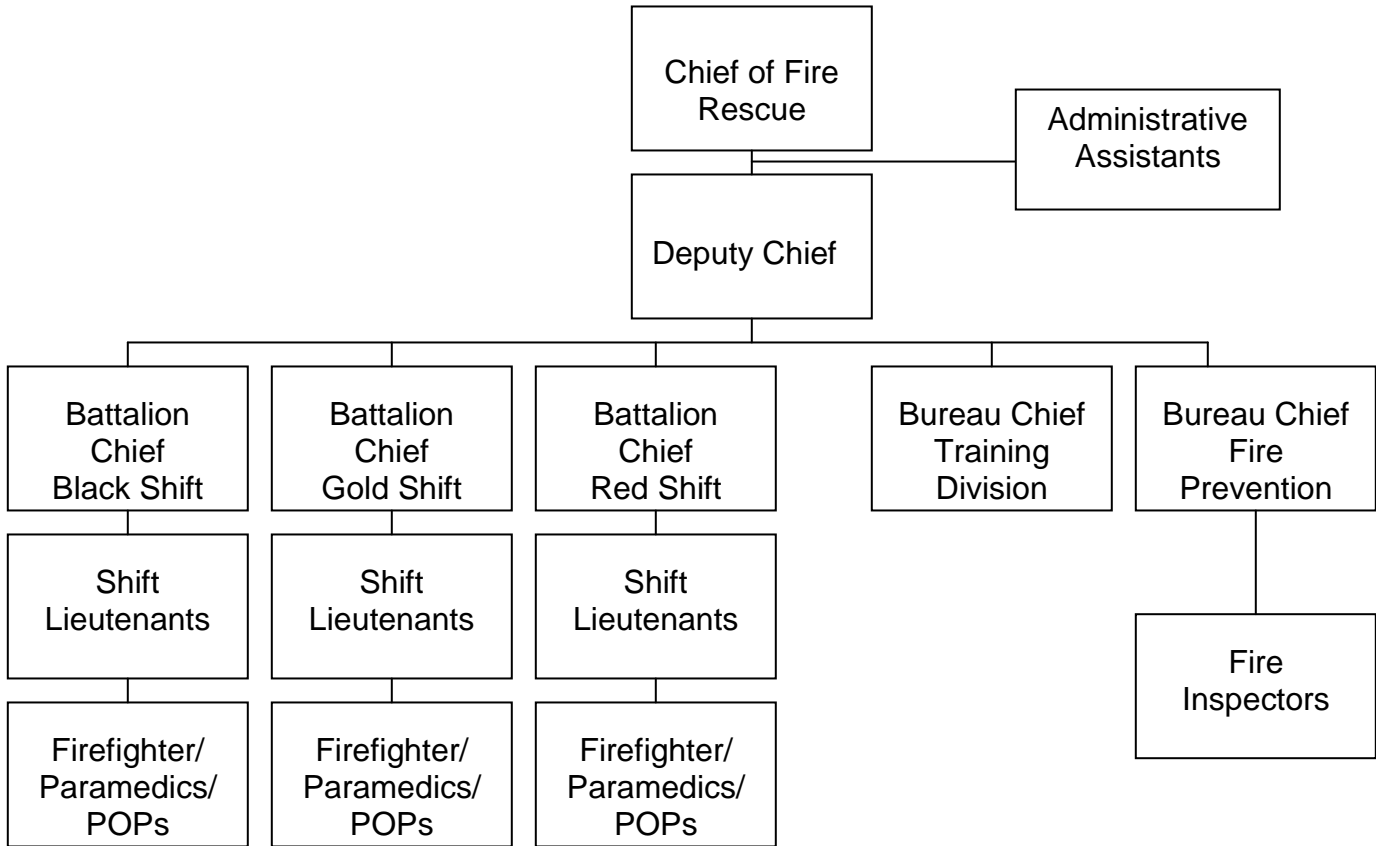 Chief of Fire
Rescue
Administrative
Assistants
Deputy Chief
Battalion
Chief
Black Shift
Battalion
Chief
Gold Shift
Battalion
Chief
Red Shift
Bureau Chief
Training
Division
Bureau Chief
Fire
Prevention
Shift
Lieutenants
Shift
Lieutenants
Shift
Lieutenants
Fire
Inspectors
Firefighter/
Paramedics/
POPs
Firefighter/
Paramedics/
POPs
Firefighter/
Paramedics/
POPs